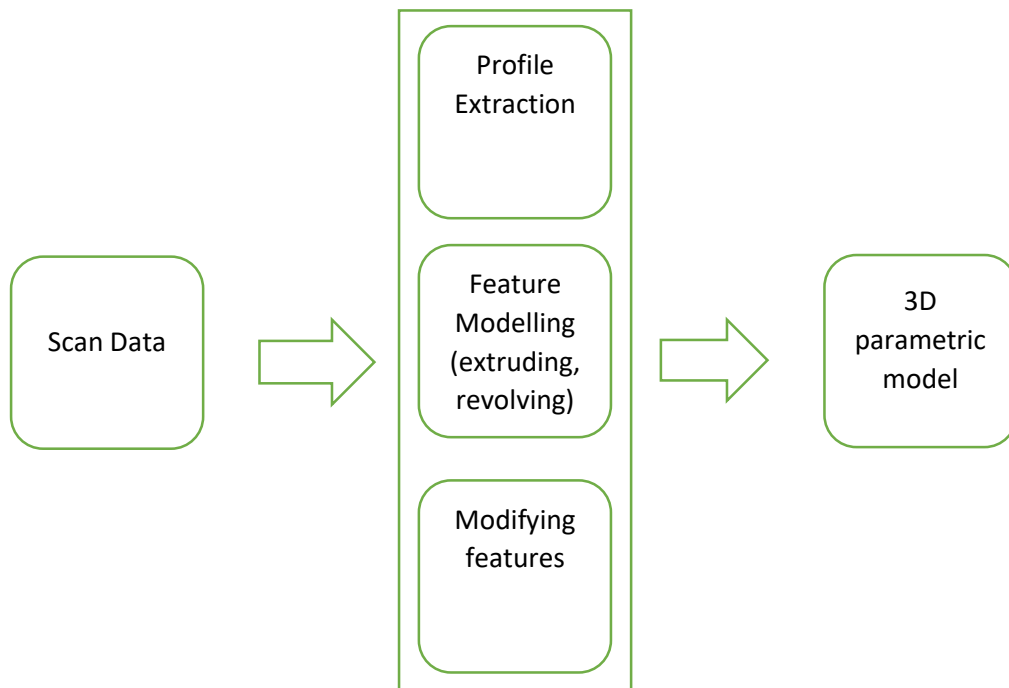 Profile
Extraction
Scan Data
Feature
Modelling
(extruding,
revolving)
Modifying
features
3D
parametric
model